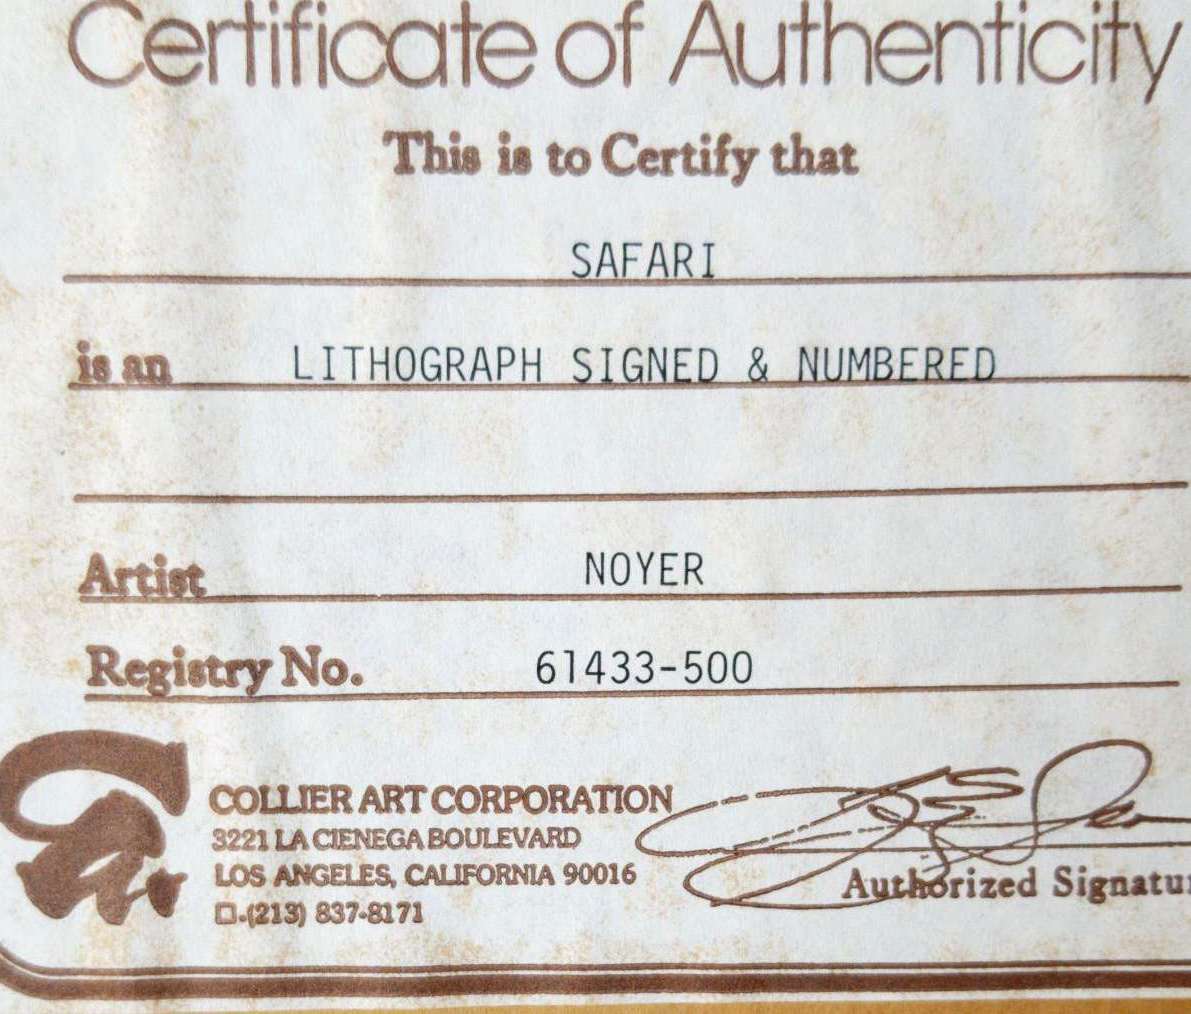 Certificate of Authenticity
This is to Certify that
SAFARI
is an LITHOGRAPH SIGNED & NUMBERED
Artist NOYER
Registry No. 61433-500
COLLIER ART CORPORATION
3221 LA CIENEGA BOULEVARD
LOS ANGELES, CALIFORNIA 90016
(213) 837-8171
Authorized Signatur